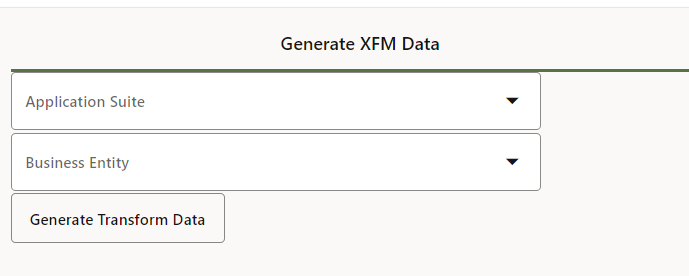 Generate XFM Data
Application Suite
Business Entity
Generate Transform Data